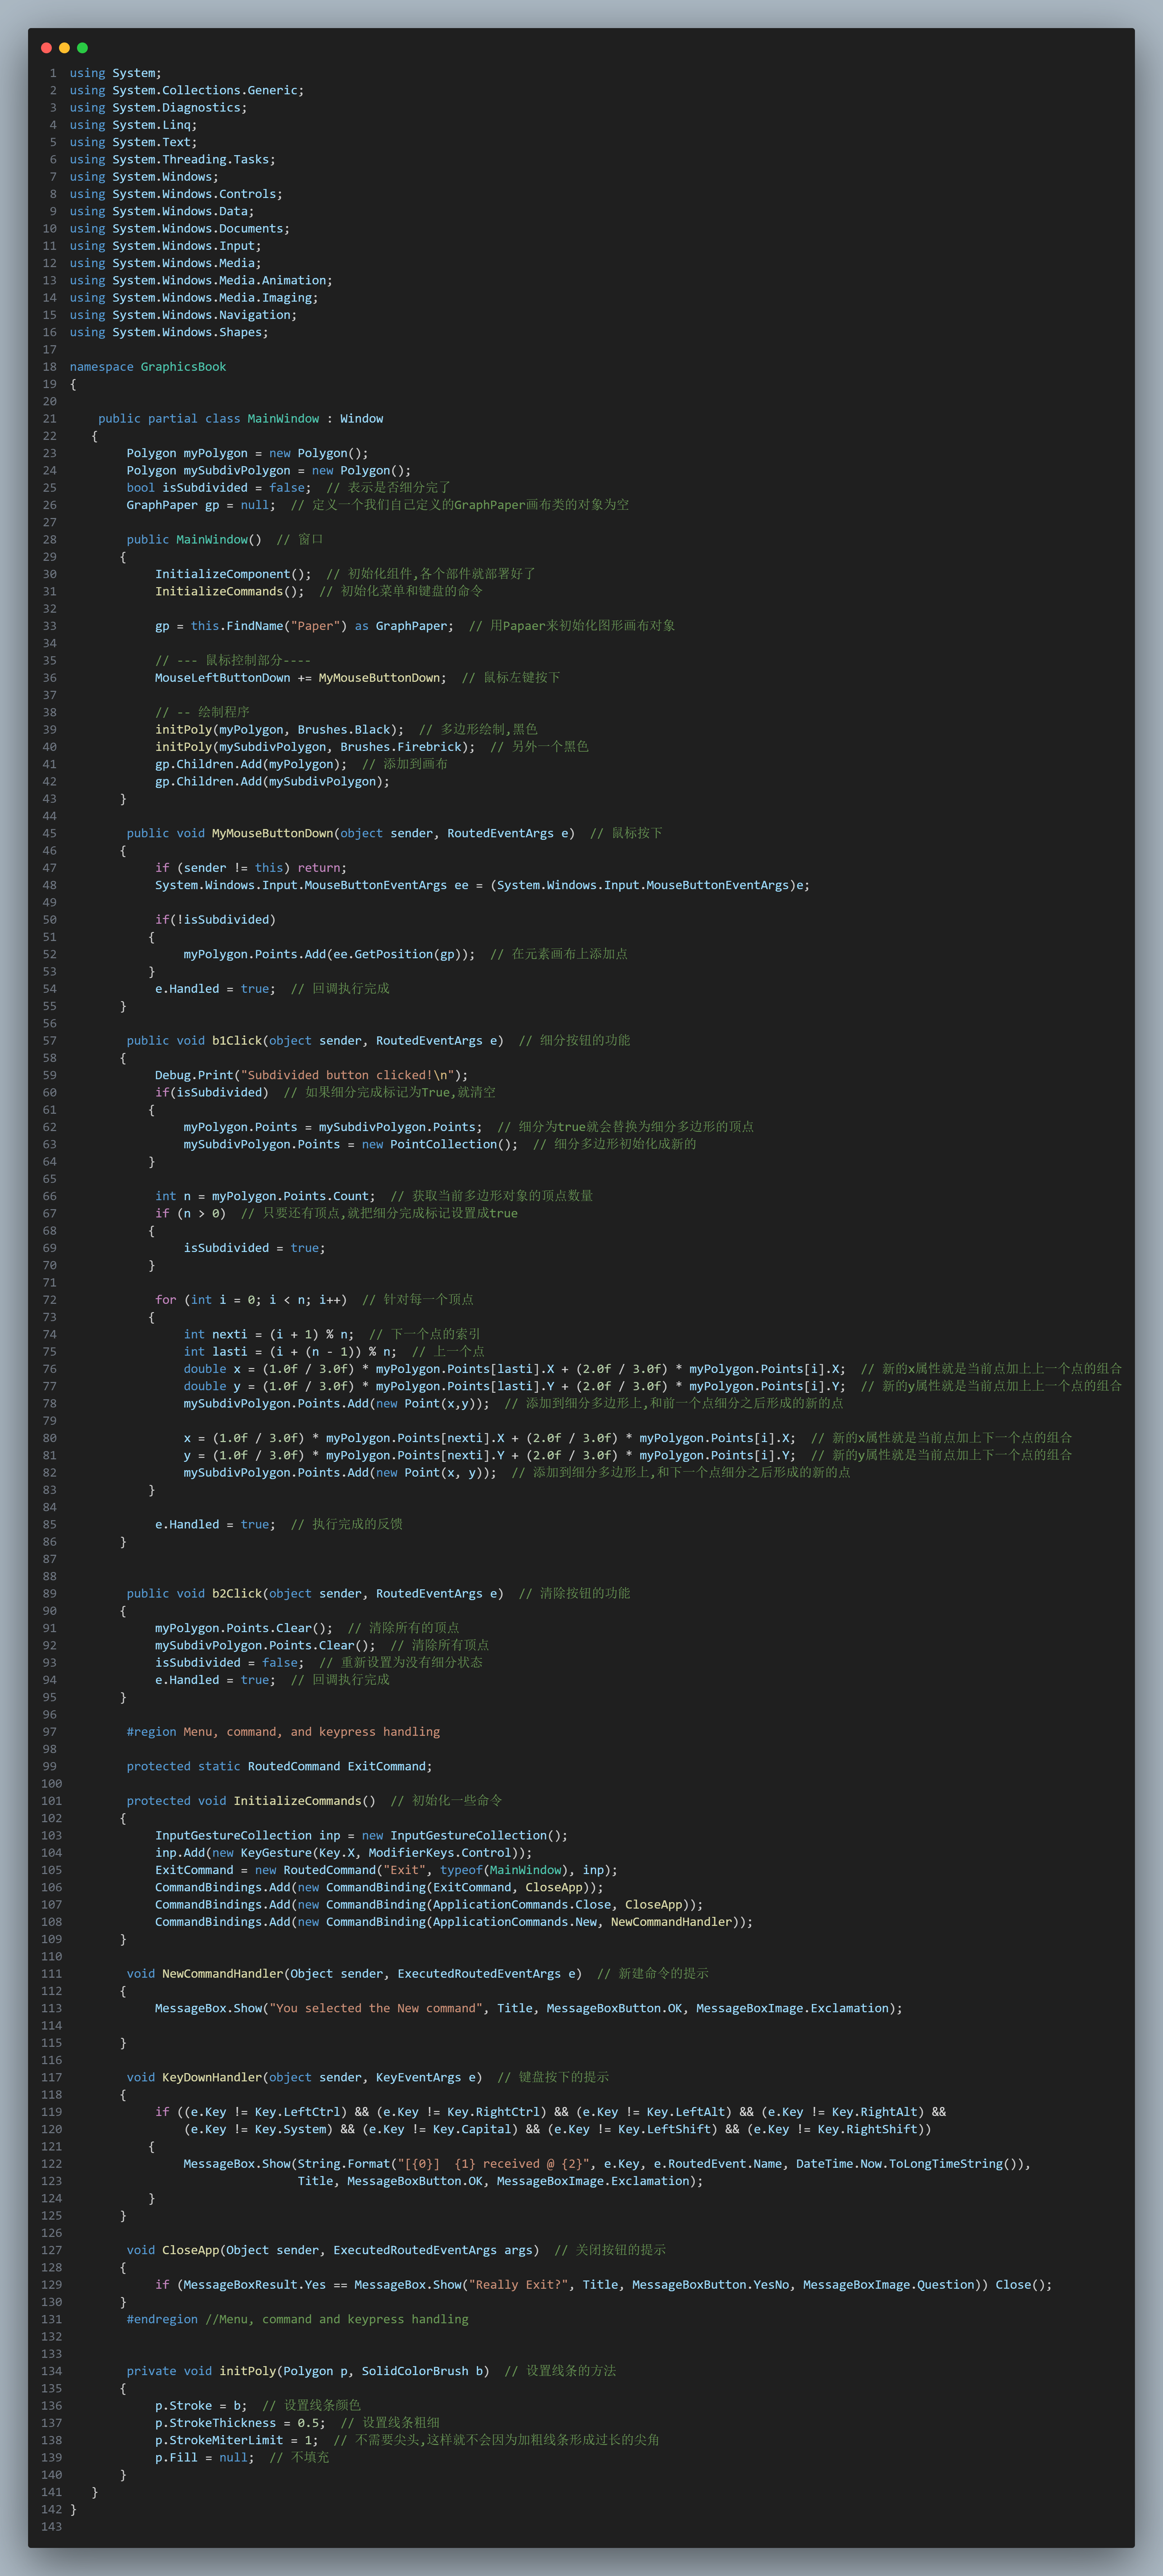 1 using System;
2 using System.Collections.Generic;
3 using System.Diagnostics;
4 using System.Linq;
5 using System.Text;
6 using System.Threading.Tasks;
7 using System.Windows;
8 using System.Windows.Controls;
9 using System.Windows.Data;
10 using System.Windows.Documents;
11 using System.Windows.Input;
12 using System.Windows.Media;
13 using System.Windows.Media.Animation;
14 using System.Windows.Media.Imaging;
15 using System.Windows.Navigation;
16 using System.Windows.Shapes;
17
18 namespace GraphicsBook
19 {
20
21     public partial class MainWindow : Window
22    {
23         Polygon myPolygon = new Polygon();
24         Polygon mySubdivPolygon = new Polygon();
25         bool isSubdivided = false;  // 表示是否细分完了
26         GraphPaper gp = null;  // 定义一个我们自己定义的GraphPaper画布类的对象为空
27
28         public MainWindow()  // 窗口
29        {
30             InitializeComponent();  // 初始化组件,各个部件就部署好了
31             InitializeCommands();  // 初始化菜单和键盘的命令
32
33             gp = this.FindName("Paper") as GraphPaper;  // 用Papaer来初始化图形画布对象
34
35             // --- 鼠标控制部分----
36             MouseLeftButtonDown += MyMouseButtonDown;  // 鼠标左键按下
37
38             // -- 绘制程序
39             initPoly(myPolygon, Brushes.Black);  // 多边形绘制,黑色
40             initPoly(mySubdivPolygon, Brushes.Firebrick);  // 另外一个黑色
41             gp.Children.Add(myPolygon);  // 添加到画布
42             gp.Children.Add(mySubdivPolygon);
43        }
44
45         public void MyMouseButtonDown(object sender, RoutedEventArgs e)  // 鼠标按下
46        {
47             if (sender != this) return;
48             System.Windows.Input.MouseButtonEventArgs ee = (System.Windows.Input.MouseButtonEventArgs)e;
49
50             if(!isSubdivided)
51            {
52                 myPolygon.Points.Add(ee.GetPosition(gp));  // 在元素画布上添加点
53            }
54             e.Handled = true;  // 回调执行完成
55        }
56
57         public void b1Click(object sender, RoutedEventArgs e)  // 细分按钮的功能
58        {
59             Debug.Print("Subdivided button clicked!\n");
60             if(isSubdivided)  // 如果细分完成标记为True,就清空
61            {
62                 myPolygon.Points = mySubdivPolygon.Points;  // 细分为true就会替换为细分多边形的顶点
63                 mySubdivPolygon.Points = new PointCollection();  // 细分多边形初始化成新的
64            }
65
66             int n = myPolygon.Points.Count;  // 获取当前多边形对象的顶点数量
67             if (n > 0)  // 只要还有顶点,就把细分完成标记设置成true
68            {
69                 isSubdivided = true;
70            }
71
72             for (int i = 0; i < n; i++)  // 针对每一个顶点
73            {
74                 int nexti = (i + 1) % n;  // 下一个点的索引
75                 int lasti = (i + (n - 1)) % n;  // 上一个点
76                 double x = (1.0f / 3.0f) * myPolygon.Points[lasti].X + (2.0f / 3.0f) * myPolygon.Points[i].X;  // 新的x属性就是当前点加上上一个点的组合
77                 double y = (1.0f / 3.0f) * myPolygon.Points[lasti].Y + (2.0f / 3.0f) * myPolygon.Points[i].Y;  // 新的y属性就是当前点加上上一个点的组合
78                 mySubdivPolygon.Points.Add(new Point(x,y));  // 添加到细分多边形上,和前一个点细分之后形成的新的点
79
80                 x = (1.0f / 3.0f) * myPolygon.Points[nexti].X + (2.0f / 3.0f) * myPolygon.Points[i].X;  // 新的x属性就是当前点加上下一个点的组合
81                 y = (1.0f / 3.0f) * myPolygon.Points[nexti].Y + (2.0f / 3.0f) * myPolygon.Points[i].Y;  // 新的y属性就是当前点加上下一个点的组合
82                 mySubdivPolygon.Points.Add(new Point(x, y));  // 添加到细分多边形上,和下一个点细分之后形成的新的点
83            }
84
85             e.Handled = true;  // 执行完成的反馈
86        }
87
88
89         public void b2Click(object sender, RoutedEventArgs e)  // 清除按钮的功能
90        {
91             myPolygon.Points.Clear();  // 清除所有的顶点
92             mySubdivPolygon.Points.Clear();  // 清除所有顶点
93             isSubdivided = false;  // 重新设置为没有细分状态
94             e.Handled = true;  // 回调执行完成
95        }
96
97         #region Menu, command, and keypress handling
98
99         protected static RoutedCommand ExitCommand;
100
101         protected void InitializeCommands()  // 初始化一些命令
102        {
103             InputGestureCollection inp = new InputGestureCollection();
104             inp.Add(new KeyGesture(Key.X, ModifierKeys.Control));
105             ExitCommand = new RoutedCommand("Exit", typeof(MainWindow), inp);
106             CommandBindings.Add(new CommandBinding(ExitCommand, CloseApp));
107             CommandBindings.Add(new CommandBinding(ApplicationCommands.Close, CloseApp));
108             CommandBindings.Add(new CommandBinding(ApplicationCommands.New, NewCommandHandler));
109        }
110
111         void NewCommandHandler(Object sender, ExecutedRoutedEventArgs e)  // 新建命令的提示
112        {
113             MessageBox.Show("You selected the New command", Title, MessageBoxButton.OK, MessageBoxImage.Exclamation);
114
115        }
116
117         void KeyDownHandler(object sender, KeyEventArgs e)  // 键盘按下的提示
118        {
119             if ((e.Key != Key.LeftCtrl) && (e.Key != Key.RightCtrl) && (e.Key != Key.LeftAlt) && (e.Key != Key.RightAlt) &&
120                 (e.Key != Key.System) && (e.Key != Key.Capital) && (e.Key != Key.LeftShift) && (e.Key != Key.RightShift))
121            {
122                 MessageBox.Show(String.Format("[{0}]  {1} received @ {2}", e.Key, e.RoutedEvent.Name, DateTime.Now.ToLongTimeString()),
123                                 Title, MessageBoxButton.OK, MessageBoxImage.Exclamation);
124            }
125        }
126
127         void CloseApp(Object sender, ExecutedRoutedEventArgs args)  // 关闭按钮的提示
128        {
129             if (MessageBoxResult.Yes == MessageBox.Show("Really Exit?", Title, MessageBoxButton.YesNo, MessageBoxImage.Question)) Close();
130        }
131         #endregion //Menu, command and keypress handling
132
133
134         private void initPoly(Polygon p, SolidColorBrush b)  // 设置线条的方法
135        {
136             p.Stroke = b;  // 设置线条颜色
137             p.StrokeThickness = 0.5;  // 设置线条粗细
138             p.StrokeMiterLimit = 1;  // 不需要尖头,这样就不会因为加粗线条形成过长的尖角
139             p.Fill = null;  // 不填充
140        }
141    }
142 }
143